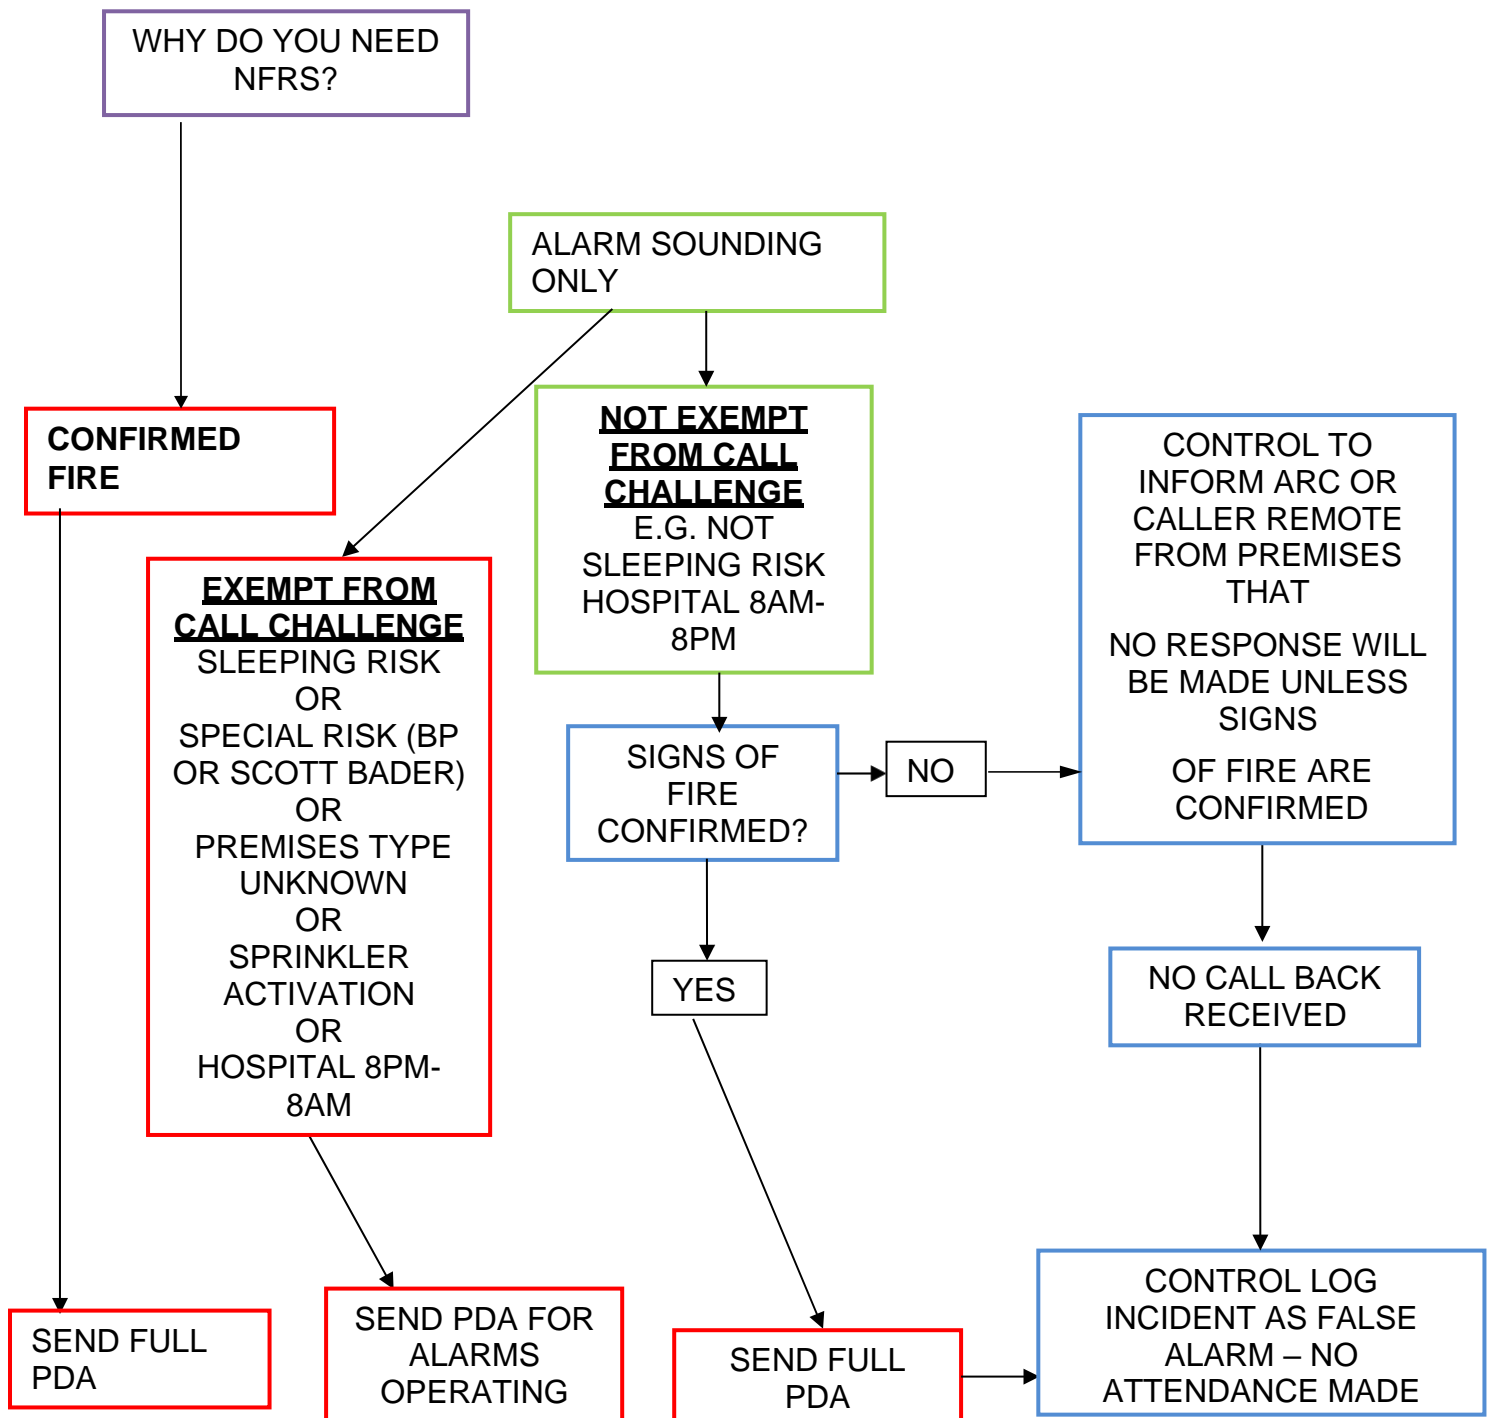 WHY DO YOU NEED
NFRS?
ALARM SOUNDING
ONLY
CONFIRMED
FIRE
NOT EXEMPT
FROM CALL
CHALLENGE
E.G. NOT
SLEEPING RISK
HOSPITAL 8AM-
8PM
CONTROL TO
INFORM ARC OR
CALLER REMOTE
FROM PREMISES
THAT
NO RESPONSE WILL
BE MADE UNLESS
SIGNS
OF FIRE ARE
CONFIRMED
EXEMPT FROM
CALL CHALLENGE
SLEEPING RISK
OR
SPECIAL RISK (BP
OR SCOTT BADER)
OR
PREMISES TYPE
UNKNOWN
OR
SPRINKLER
ACTIVATION
OR
HOSPITAL 8PM-
8AM
SIGNS OF
FIRE
CONFIRMED?
NO
YES
NO CALL BACK
RECEIVED
SEND FULL
PDA
SEND PDA FOR
ALARMS
OPERATING
SEND FULL
PDA
CONTROL LOG
INCIDENT AS FALSE
ALARM – NO
ATTENDANCE MADE